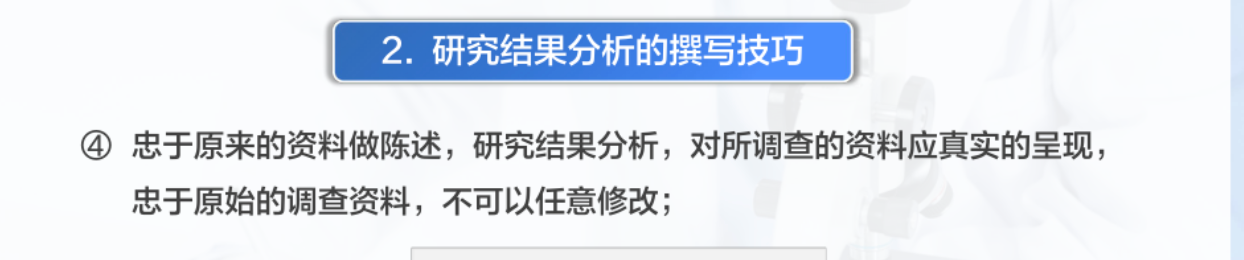 2. 研究结果分析的撰写技巧
④ 忠于原来的资料做陈述，研究结果分析，对所调查的资料应真实的呈现，
忠于原始的调查资料，不可以任意修改；